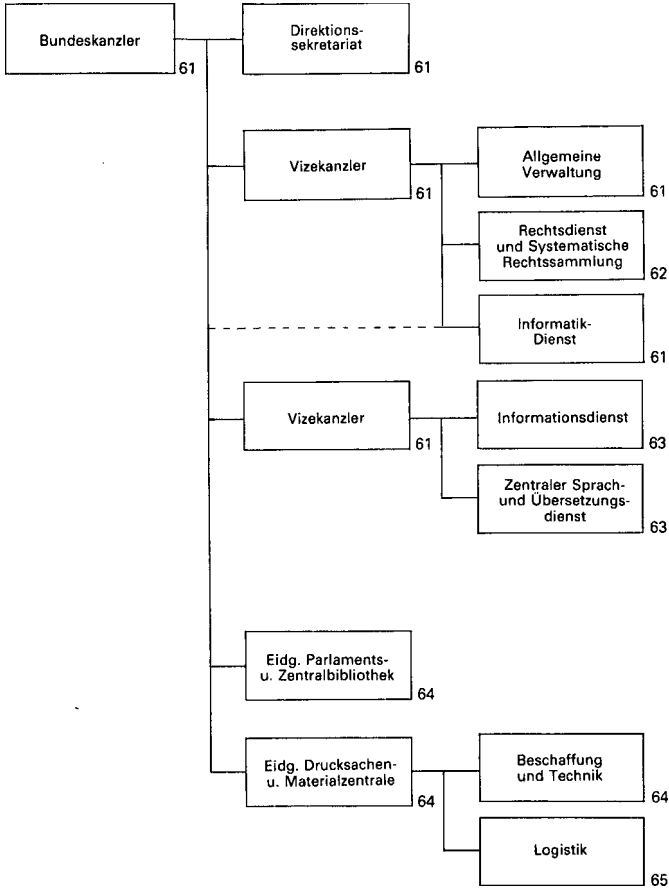 Bundeskanzler
61
Direktions-
sekretariat
61
Vizekanzler
61
Allgemeine
Verwaltung
61
Rechtsdienst
und Systematische
Rechtssammlung
62
Informatik-
Dienst
61
Vizekanzler
61
Informationsdienst
63
Zentraler Sprach-
und Übersetzungs-
dienst
63
Eidg. Parlaments-
u. Zentralbibliothek
64
Eidg. Drucksachen-
u. Materialzentrale
64
Beschaffung
und Technik
64
Logistik
65